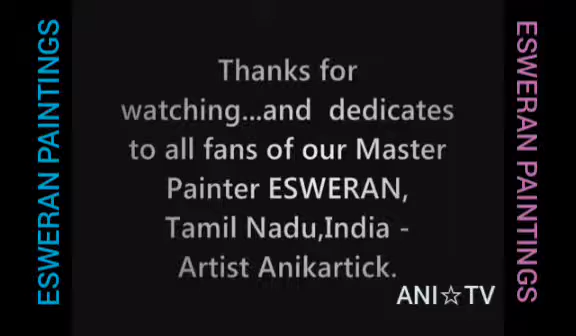 ESWERAN PAINTINGS
Thanks for
watching...and dedicates
to all fans of our Master
Painter ESWERAN,
Tamil Nadu,India -
Artist Anikartick.
ANI☆TV
ESWERAN PAINTINGS